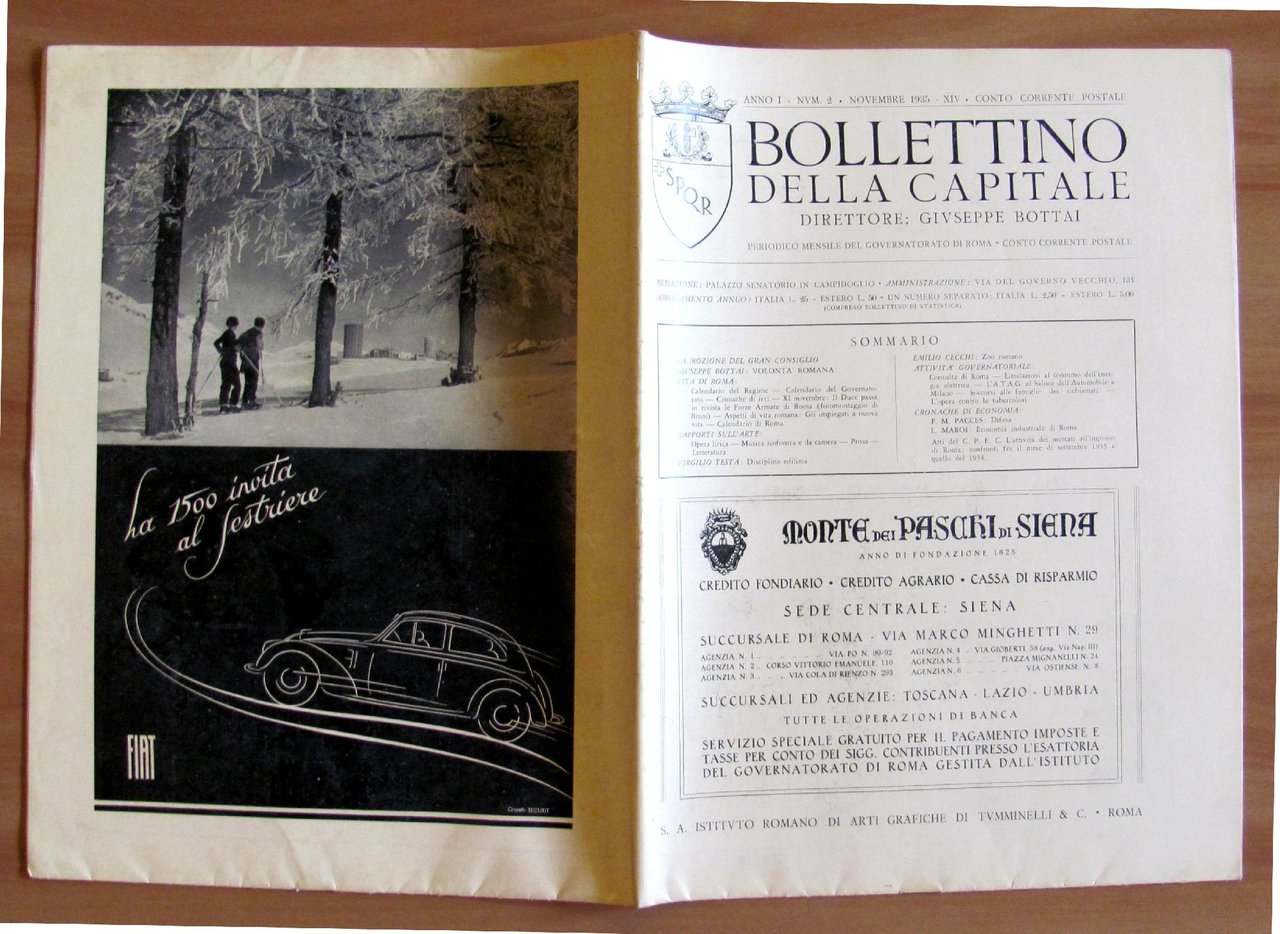 ha 1500 invita
al Sestriere
FIAT
Cristalli SECURIT
ANNO I - NVM. 2 • NOVEMBRE 1935 - XIV • CONTO CORRENTE POSTALE
BOLLETTINO
DELLA CAPITALE
DIRETTORE; GIVSEPPE BOTTAI
SPQR
PERIODICO MENSILE DEL GOVERNATORATO DI ROMA • CONTO CORRENTE POSTALE
REDAZIONE: PALAZZO SENATORIO IN CAMPIDOGLIO • AMMINISTRAZIONE: VIA DEL GOVERNO VECCHIO,
ABBONAMENTO ANNUO: ITALIA L. 25 - ESTERO L. 50 • UN NUMERO SEPARATO: ITALIA L. 2,50 - ESTERO L. 5,00
(COMPRESO BOLLETTINO DI STATISTICA)
SOMMARIO
LA MOZIONE DEL GRAN CONSIGLIO
GIUSEPPE BOTTAI: VOLONTÀ ROMANA
VITA DI ROMA:
Calendario del Regime — Calendario del Governato-
rato — Cronache di ieri — XI novembre: Il Duce passa
in rivista le Forze Armate di Roma (fotomontaggio di
Bruni) — Aspetti di vita romana: Gli impiegati a nuova
vita — Calendario di Roma
RAPPORTI SULL'ARTE:
Opera lirica — Musica sinfonica e da camera — Prosa —
Letteratura
VIRGILIO TESTA: Disciplina edilizia
EMILIO CECCHI: Zoo romano
ATTIVITÀ GOVERNATORIALE:
Consulta di Roma — Limitazioni al consumo dell'ener-
gia elettrica — L'A.T.A.G. al Salone dell'Automobile a
Milano — Soccorsi alle famiglie dei richiamati —
L'opera contro la tubercolosi
CRONACHE DI ECONOMIA:
F. M. PACCES: Difesa
L. MAROI: Economia industriale di Roma
Atti del C. P. E. C. L'attività dei mercati all'ingrosso
di Roma; confronti fra il mese di settembre 1935 e
quello del 1934.
MONTE DEI PASCHI DI SIENA
ANNO DI FONDAZIONE 1625
CREDITO FONDIARIO • CREDITO AGRARIO • CASSA DI RISPARMIO
SEDE CENTRALE: SIENA
SUCCURSALE DI ROMA - VIA MARCO MINGHETTI N. 29
AGENZIA N. 1 . . . . . . . . VIA PO N. 90-92
AGENZIA N. 2 . . CORSO VITTORIO EMANUELE, 110
AGENZIA N. 3 . . . VIA COLA DI RIENZO N. 293
AGENZIA N. 4 . . VIA GIOBERTI, 58 (ang. Via Nap. III)
AGENZIA N. 5 . . . . PIAZZA MIGNANELLI N. 24
AGENZIA N. 6 . . . . . . . VIA OSTIENSE N. 8
SUCCURSALI ED AGENZIE: TOSCANA - LAZIO - UMBRIA
TUTTE LE OPERAZIONI DI BANCA
SERVIZIO SPECIALE GRATUITO PER IL PAGAMENTO IMPOSTE E
TASSE PER CONTO DEI SIGG. CONTRIBUENTI PRESSO L'ESATTORIA
DEL GOVERNATORATO DI ROMA GESTITA DALL'ISTITUTO
S. A. ISTITVTO ROMANO DI ARTI GRAFICHE DI TVMMINELLI & C. • ROMA